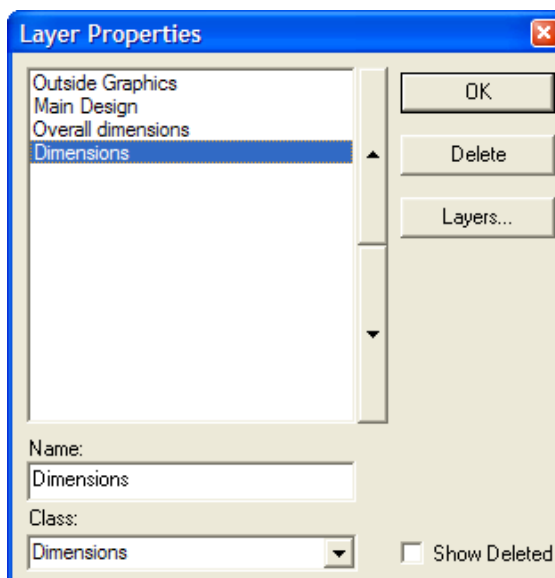 Layer Properties
Outside Graphics
Main Design
Overall dimensions
Dimensions
OK
Delete
Layers...
Name:
Dimensions
Class:
Dimensions
Show Deleted